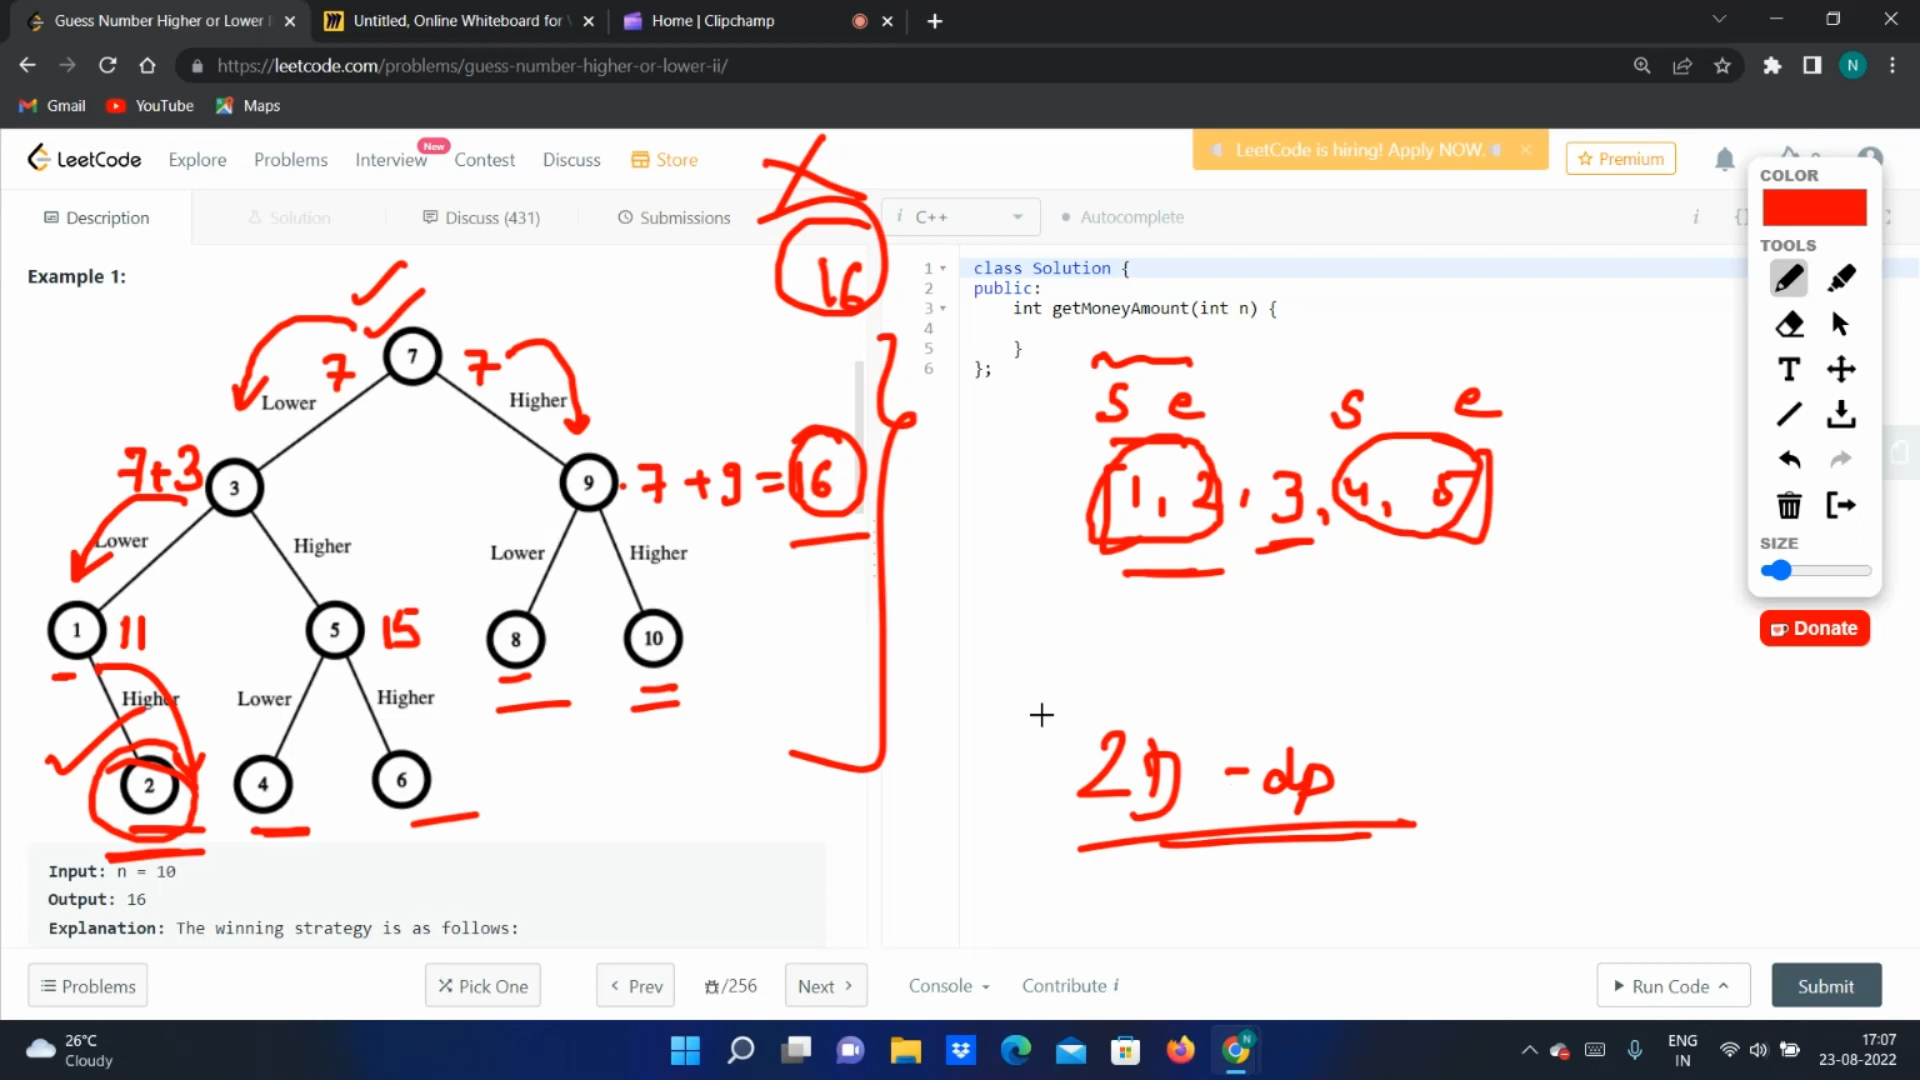 Guess Number Higher or Lower I
Untitled, Online Whiteboard for V
Home | Clipchamp
https://leetcode.com/problems/guess-number-higher-or-lower-ii/
N
Gmail
YouTube
Maps
LeetCode
Explore
Problems
Interview
New
Contest
Discuss
Store
LeetCode is hiring! Apply NOW.
Premium
Description
Solution
Discuss (431)
Submissions
i C++
Autocomplete
i {}
Example 1:
16
7
7
7
Lower
Higher
7+3
3
9
7 + 9 = 16
Lower
Higher
Lower
Higher
1
11
5
15
8
10
Higher
Lower
Higher
2
4
6
Input: n = 10
Output: 16
Explanation: The winning strategy is as follows:
1 class Solution {
2 public:
3 int getMoneyAmount(int n) {
4
5 }
6 };
s e s e
[1, 2, 3, 4, 5]
2D - dp
COLOR
TOOLS
T
SIZE
Donate
Problems
Pick One
Prev
/256
Next
Console
Contribute i
Run Code
Submit
26°C
Cloudy
N
ENG
IN
17:07
23-08-2022